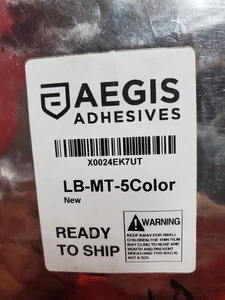 AEGIS
ADHESIVES
X0024EK7UT
LB-MT-5Color
New
READY
TO SHIP
WARNING
KEEP AWAY FROM SMALL
CHILDREN. THE THIN FILM
MAY CLING TO NOSE AND
MOUTH AND PREVENT
BREATHING. THIS BAG IS
NOT A TOY.